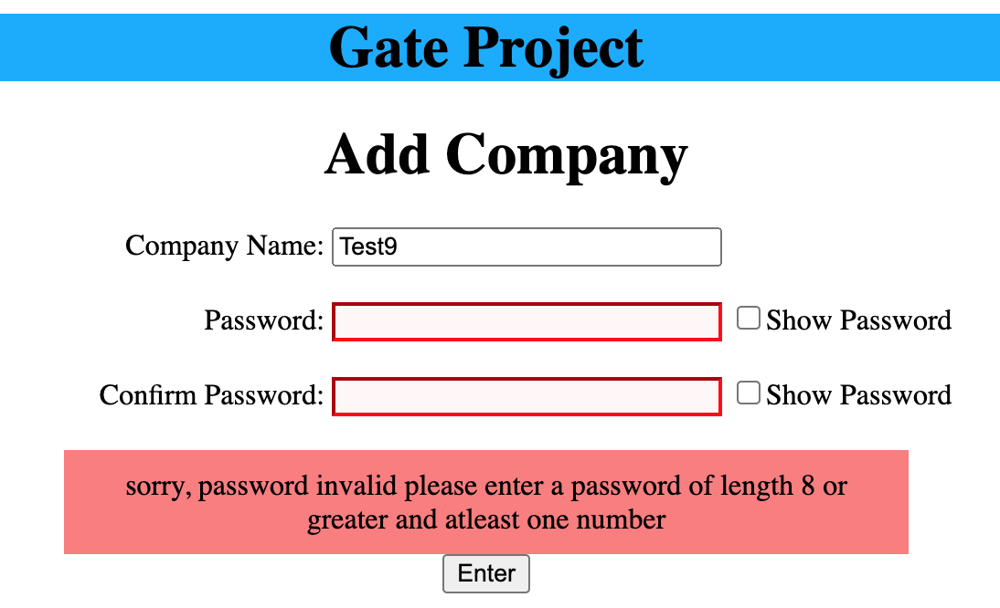 Gate Project
Add Company
Company Name: Test9
Password: Show Password
Confirm Password: Show Password
sorry, password invalid please enter a password of length 8 or
greater and atleast one number
Enter